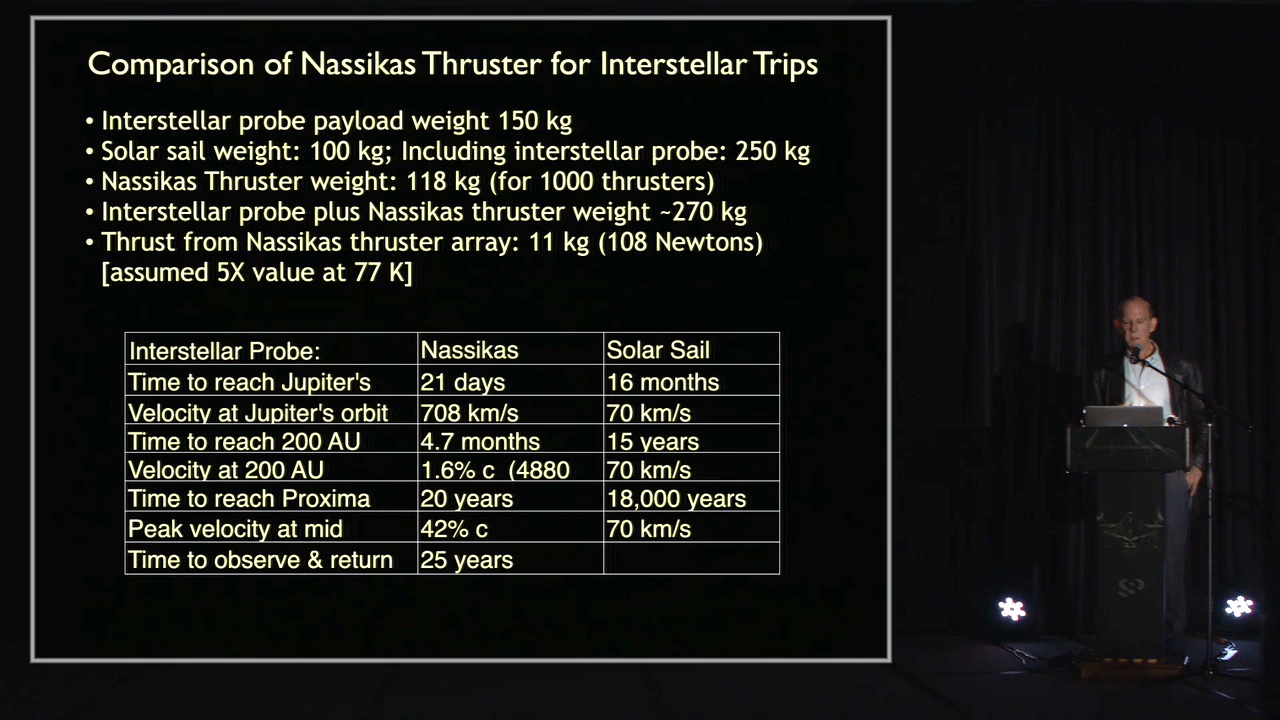 Comparison of Nassikas Thruster for Interstellar Trips
• Interstellar probe payload weight 150 kg
• Solar sail weight: 100 kg; Including interstellar probe: 250 kg
• Nassikas Thruster weight: 118 kg (for 1000 thrusters)
• Interstellar probe plus Nassikas thruster weight ~270 kg
• Thrust from Nassikas thruster array: 11 kg (108 Newtons)
[assumed 5X value at 77 K]
Interstellar Probe: Nassikas Solar Sail
Time to reach Jupiter's 21 days 16 months
Velocity at Jupiter's orbit 708 km/s 70 km/s
Time to reach 200 AU 4.7 months 15 years
Velocity at 200 AU 1.6% c (4880 70 km/s
Time to reach Proxima 20 years 18,000 years
Peak velocity at mid 42% c 70 km/s
Time to observe & return 25 years